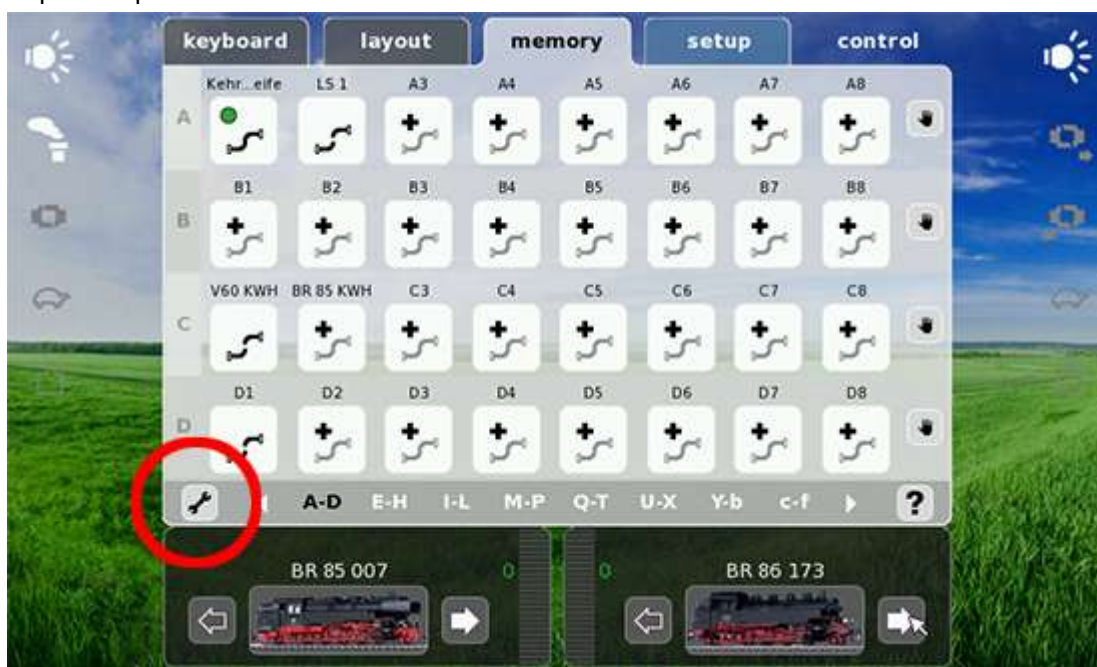 keyboard layout memory setup control
Kehr...eife LS 1 A3 A4 A5 A6 A7 A8
A
B1 B2 B3 B4 B5 B6 B7 B8
B
V60 KWH BR 85 KWH C3 C4 C5 C6 C7 C8
C
D1 D2 D3 D4 D5 D6 D7 D8
D
A-D E-H I-L M-P Q-T U-X Y-b c-f ?
BR 85 007 0 0 BR 86 173